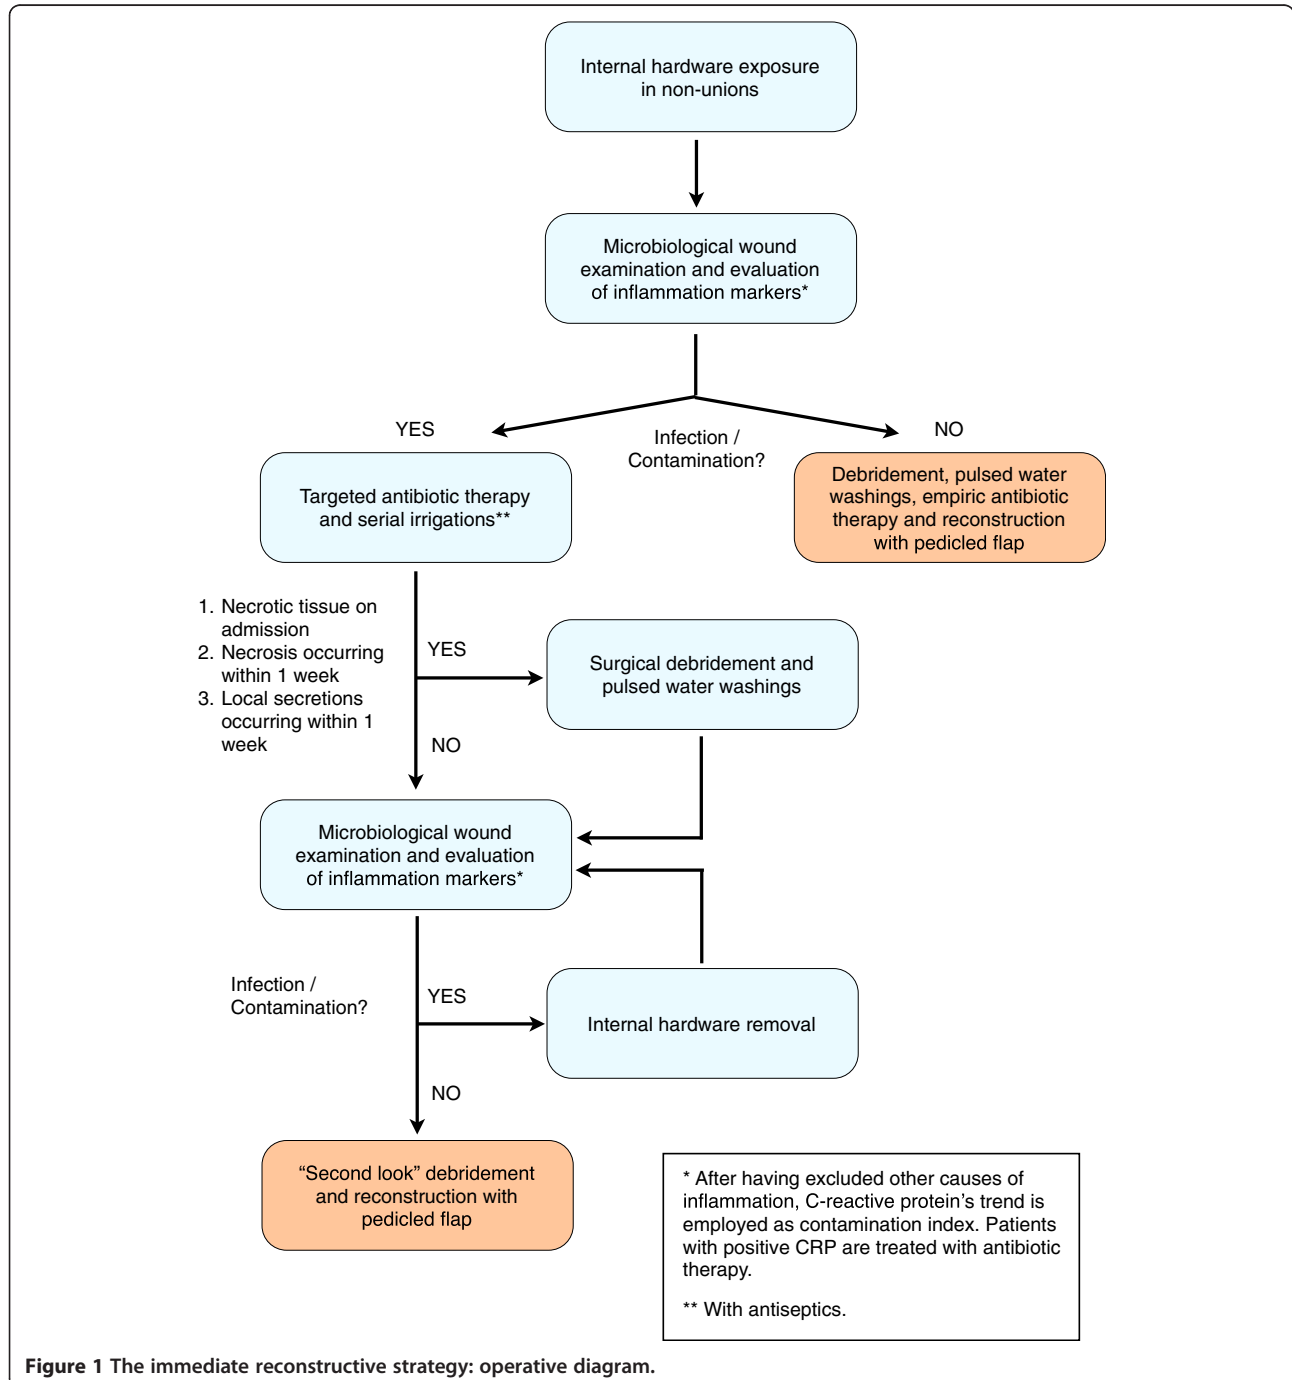 Internal hardware exposure
in non-unions
Microbiological wound
examination and evaluation
of inflammation markers*
YES
Infection /
Contamination?
NO
Targeted antibiotic therapy
and serial irrigations**
Debridement, pulsed water
washings, empiric antibiotic
therapy and reconstruction
with pedicled flap
1. Necrotic tissue on
admission
2. Necrosis occurring
within 1 week
3. Local secretions
occurring within 1
week
YES
Surgical debridement and
pulsed water washings
NO
Microbiological wound
examination and evaluation
of inflammation markers*
Infection /
Contamination?
YES
Internal hardware removal
NO
“Second look” debridement
and reconstruction with
pedicled flap
* After having excluded other causes of
inflammation, C-reactive protein’s trend is
employed as contamination index. Patients
with positive CRP are treated with antibiotic
therapy.
** With antiseptics.
Figure 1 The immediate reconstructive strategy: operative diagram.